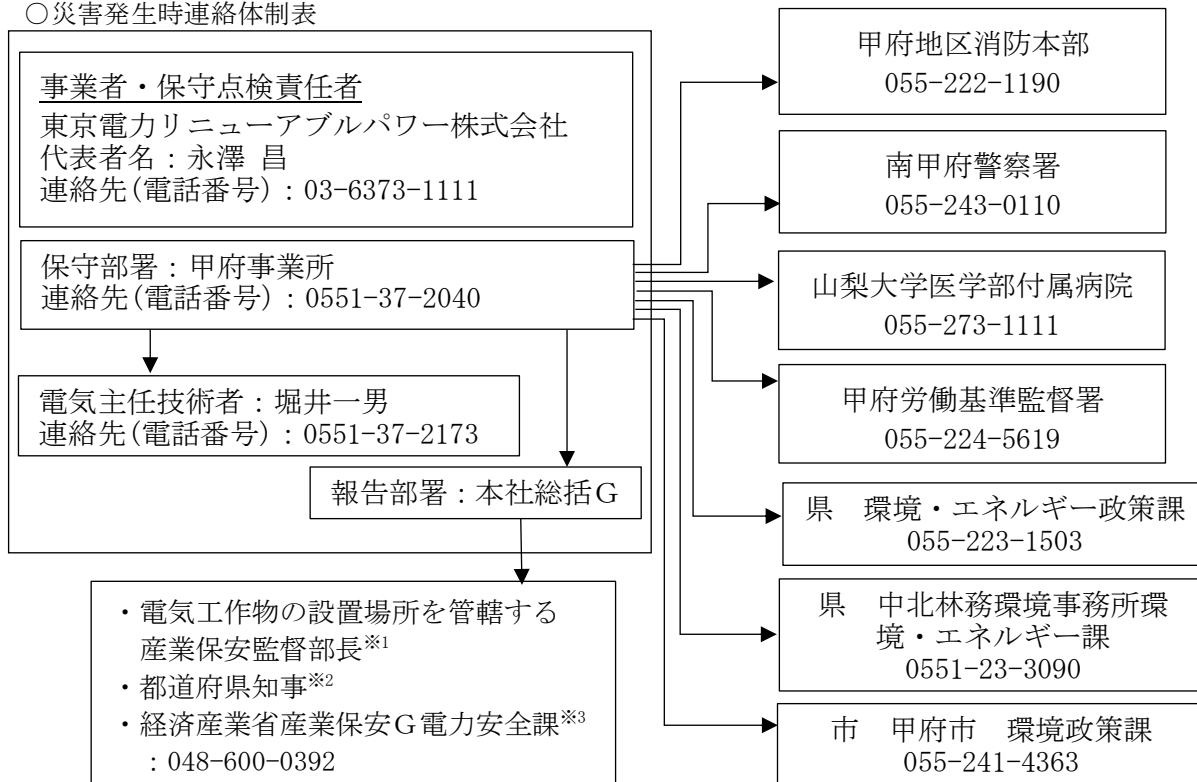 ○災害発生時連絡体制表
事業者・保守点検責任者
東京電力リニューアブルパワー株式会社
代表者名：永澤 昌
連絡先(電話番号)：03-6373-1111
保守部署：甲府事業所
連絡先(電話番号)：0551-37-2040
電気主任技術者：堀井一男
連絡先(電話番号)：0551-37-2173
報告部署：本社総括G
・電気工作物の設置場所を管轄する
産業保安監督部長※1
・都道府県知事※2
・経済産業省産業保安G電力安全課※3
：048-600-0392
甲府地区消防本部
055-222-1190
南甲府警察署
055-243-0110
山梨大学医学部付属病院
055-273-1111
甲府労働基準監督署
055-224-5619
県　環境・エネルギー政策課
055-223-1503
県　中北林務環境事務所環
境・エネルギー課
0551-23-3090
市　甲府市　環境政策課
055-241-4363